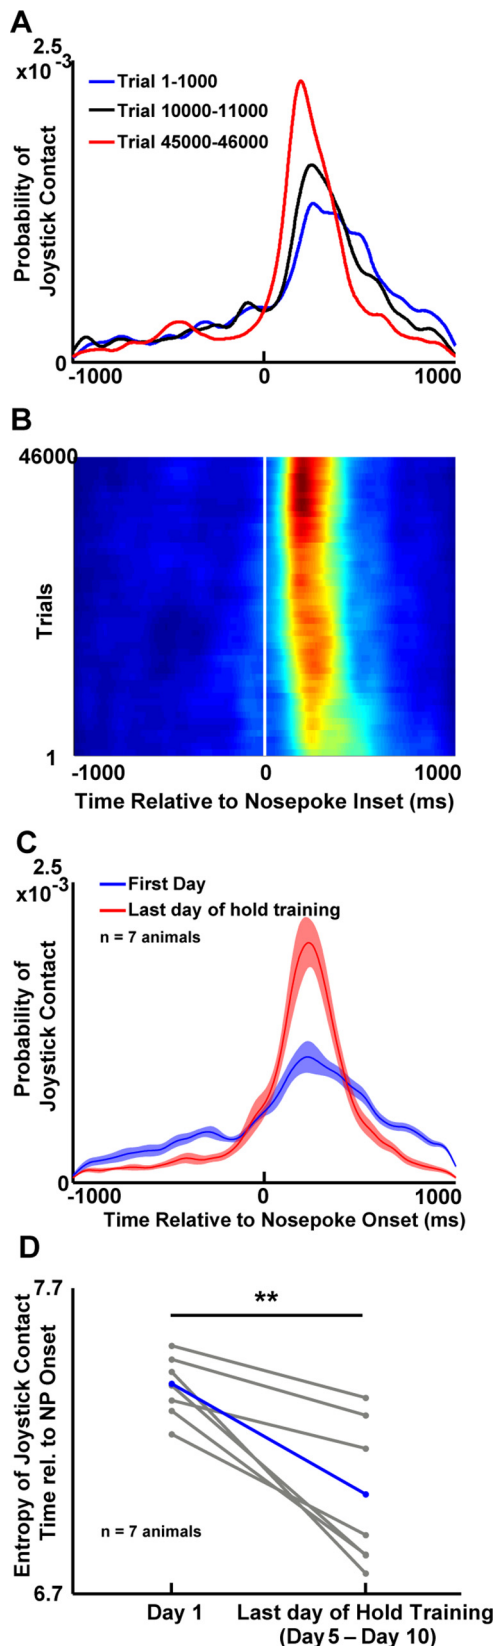 A
2.5
x10⁻³
Probability of
Joystick Contact
Trial 1-1000
Trial 10000-11000
Trial 45000-46000
0
-1000
0
1000
B
46000
Trials
1
-1000
0
1000
Time Relative to Nosepoke Inset (ms)
C
2.5
x10⁻³
Probability of
Joystick Contact
First Day
Last day of hold training
n = 7 animals
0
-1000
0
1000
Time Relative to Nosepoke Onset (ms)
D
7.7
Entropy of Joystick Contact
Time rel. to NP Onset
**
n = 7 animals
6.7
Day 1
Last day of Hold Training
(Day 5 – Day 10)